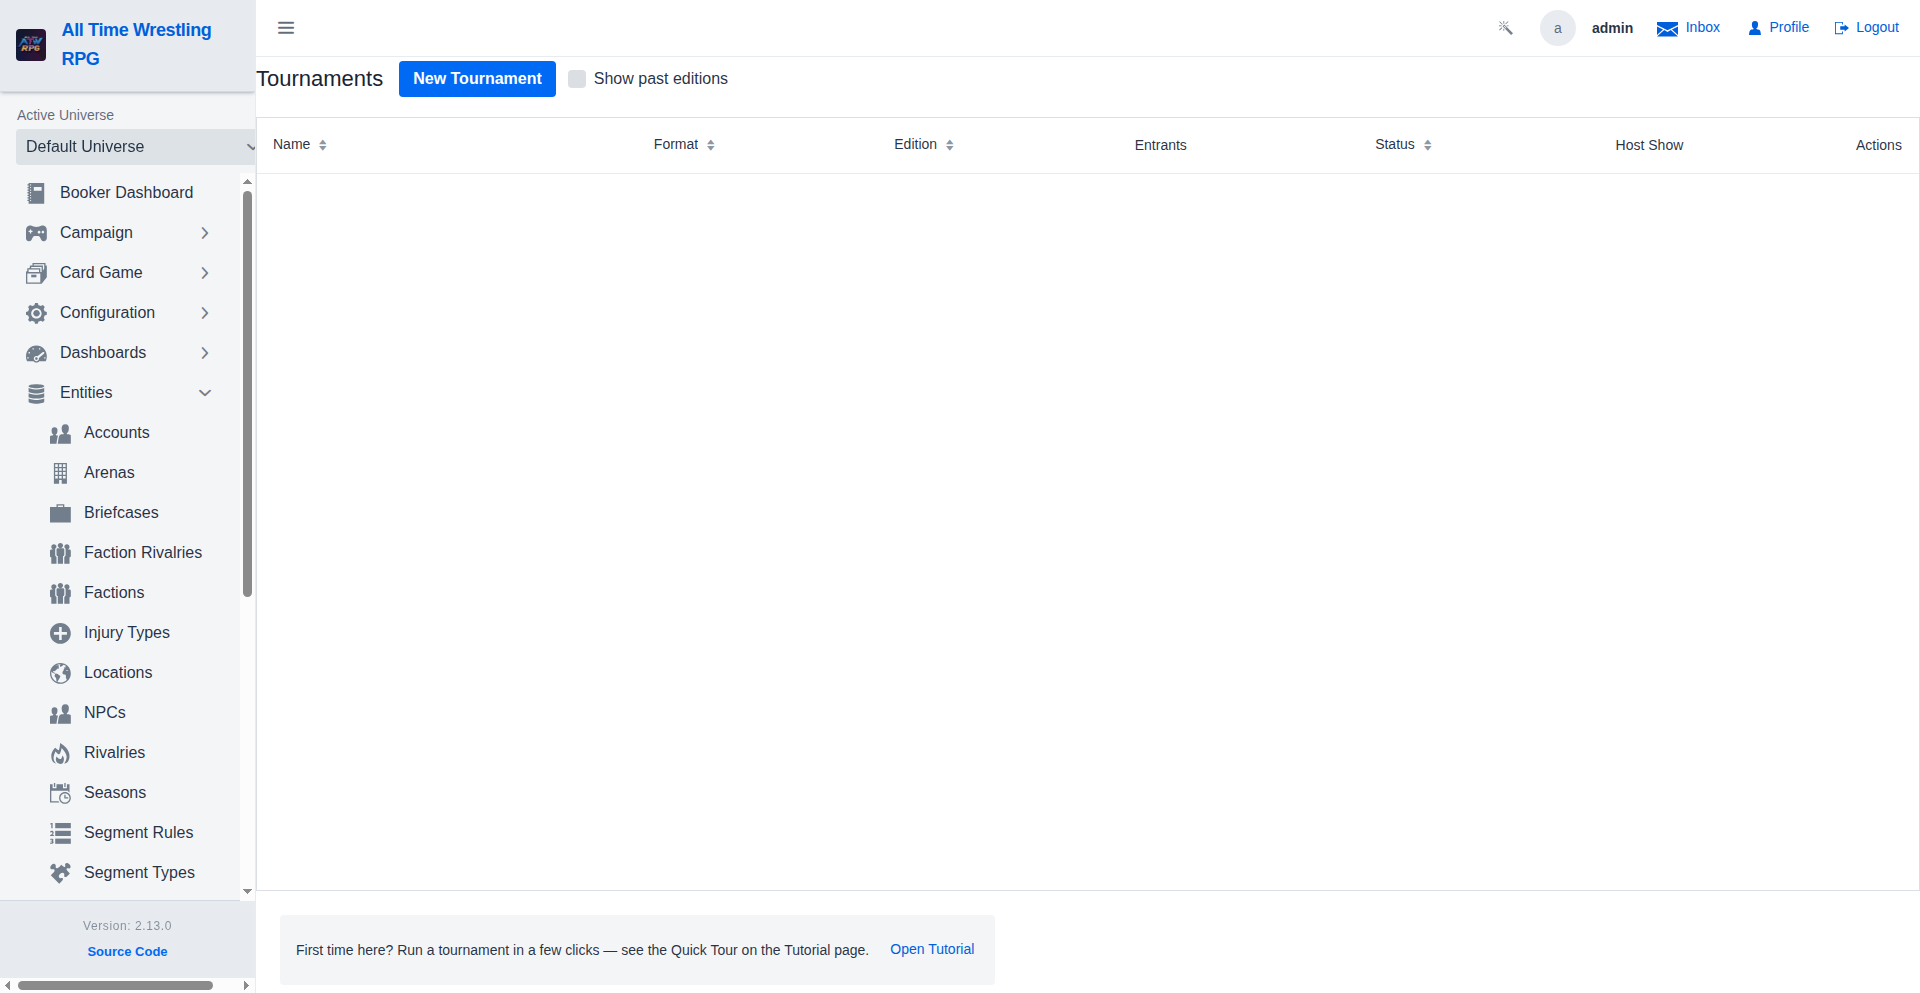 All Time Wrestling
RPG
a
admin
Inbox
Profile
Logout
Active Universe
Default Universe
Booker Dashboard
Campaign
Card Game
Configuration
Dashboards
Entities
Accounts
Arenas
Briefcases
Faction Rivalries
Factions
Injury Types
Locations
NPCs
Rivalries
Seasons
Segment Rules
Segment Types
Version: 2.13.0
Source Code
Tournaments
New Tournament
Show past editions
Name
Format
Edition
Entrants
Status
Host Show
Actions
First time here? Run a tournament in a few clicks — see the Quick Tour on the Tutorial page.
Open Tutorial